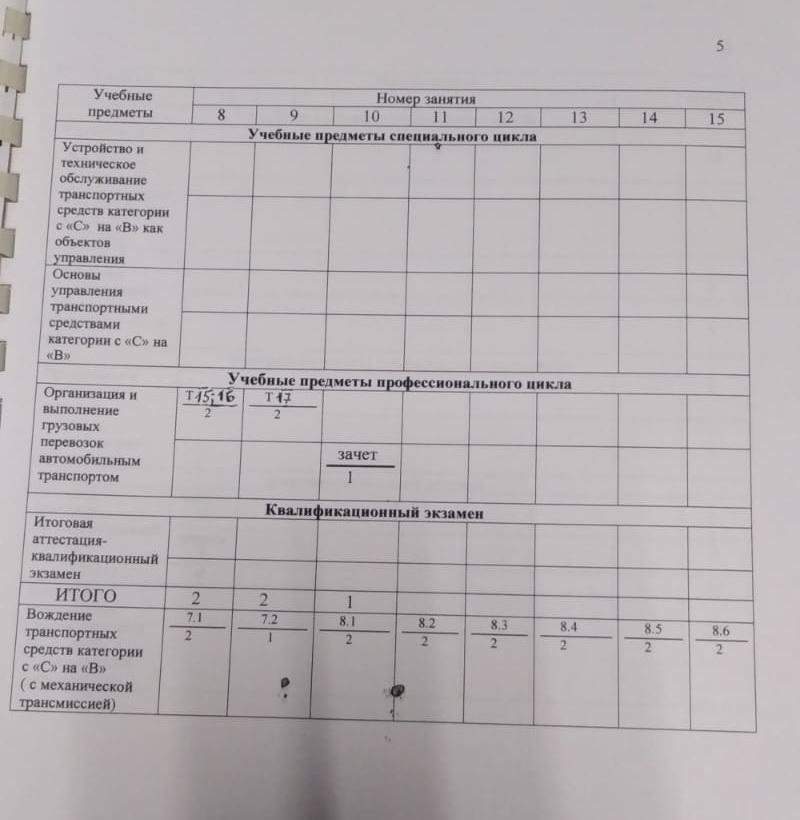 5
Учебные предметы
Номер занятия
8 9 10 11 12 13 14 15
Учебные предметы специального цикла
Устройство и
техническое
обслуживание
транспортных
средств категории
с «С» на «В» как
объектов
управления
Основы
управления
транспортными
средствами
категории с «С» на
«В»
Учебные предметы профессионального цикла
Организация и
выполнение
грузовых
перевозок
автомобильным
транспортом
Т15;16 Т17
2 2
зачет
1
Квалификационный экзамен
Итоговая
аттестация-
квалификационный
экзамен
ИТОГО 2 2 1
Вождение
транспортных
средств категории
с «С» на «В»
( с механической
трансмиссией)
7.1 7.2 8.1 8.2 8.3 8.4 8.5 8.6
2 1 2 2 2 2 2 2